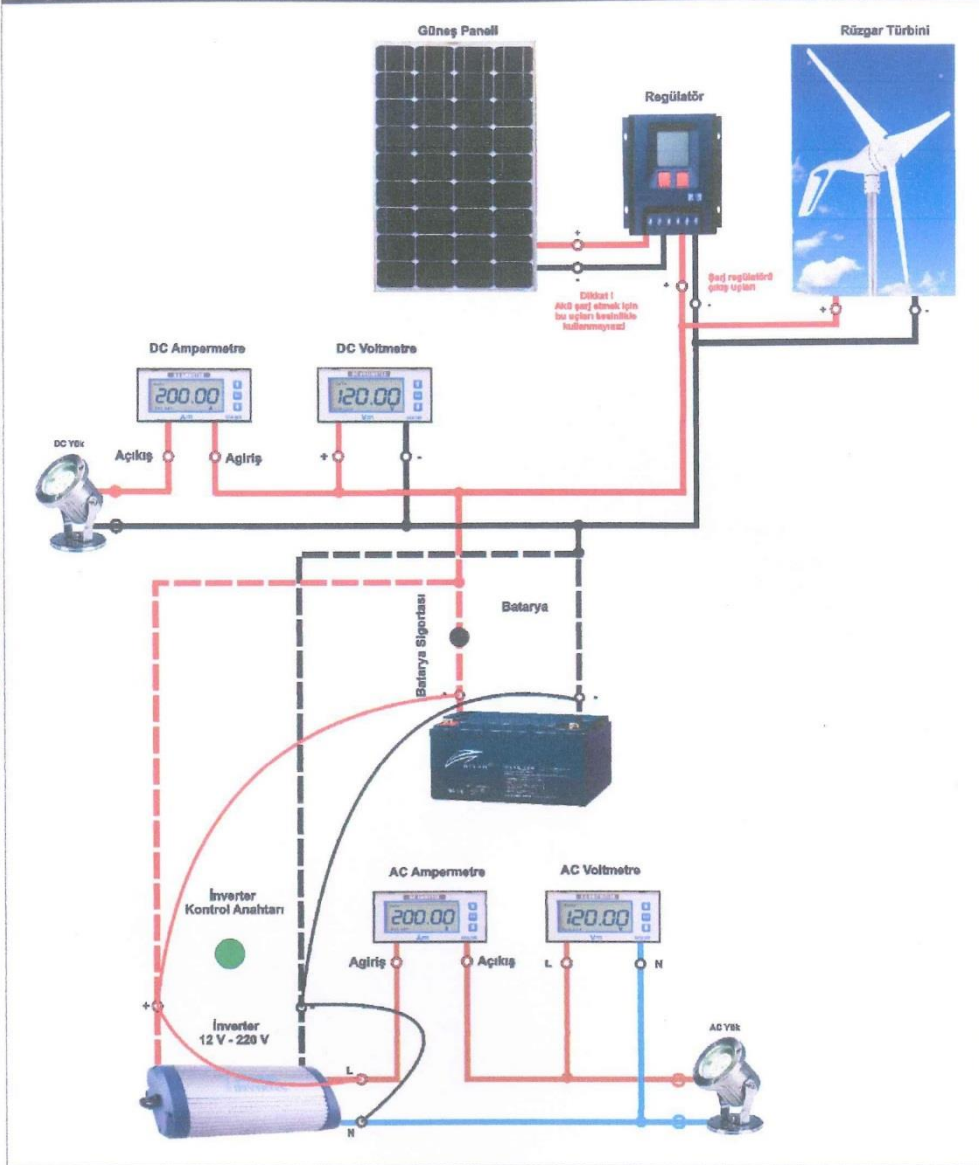 Güneş Paneli
Rüzgar Türbini
Regülatör
+
-
Dikkat !
Akü şarj etmek için
bu uçları kesinlikle
kullanmayınız!
+
-
Şarj regülatörü
çıkış uçları
+
-
DC Ampermetre
DC Voltmetre
200.00
120.00
DC Yük
Açıkış
Agiriş
+
-
Batarya Sigortası
Batarya
-
AC Ampermetre
AC Voltmetre
200.00
120.00
İnverter
Kontrol Anahtarı
Agiriş
Açıkış
L
N
+
-
İnverter
12 V - 220 V
L
N
AC Yük